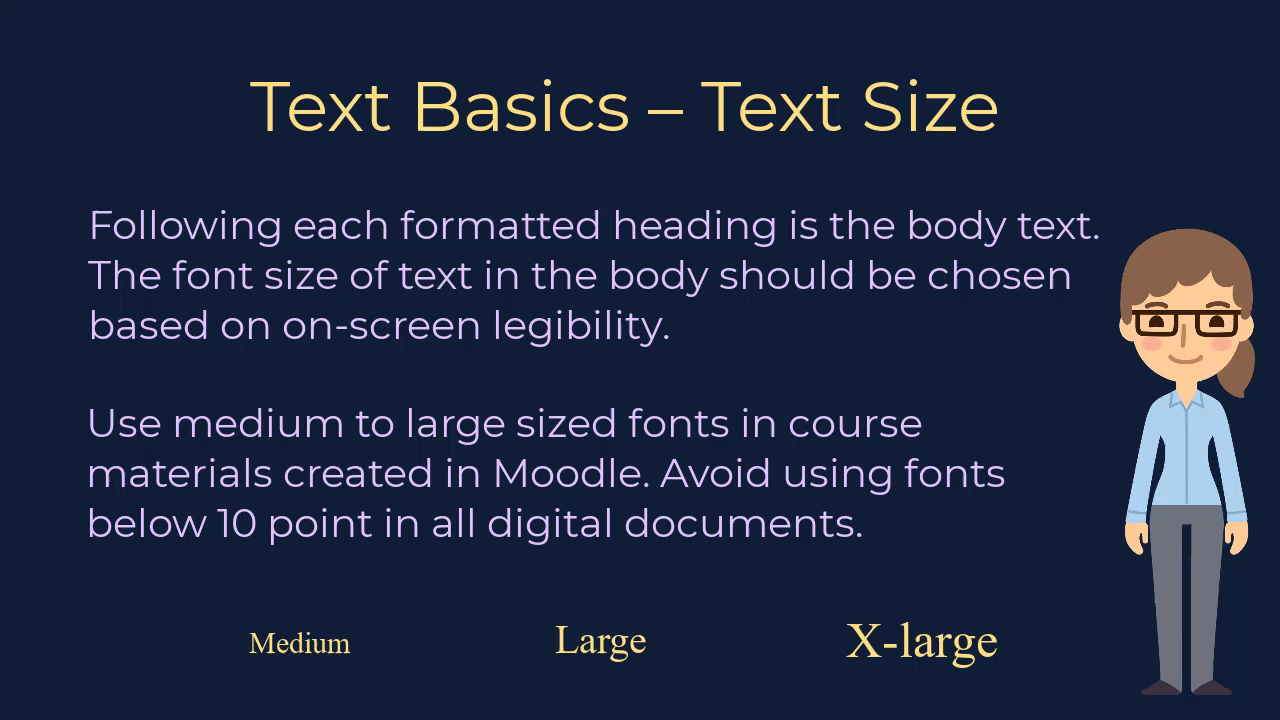 Text Basics – Text Size
Following each formatted heading is the body text.
The font size of text in the body should be chosen
based on on-screen legibility.
Use medium to large sized fonts in course
materials created in Moodle. Avoid using fonts
below 10 point in all digital documents.
Medium Large X-large